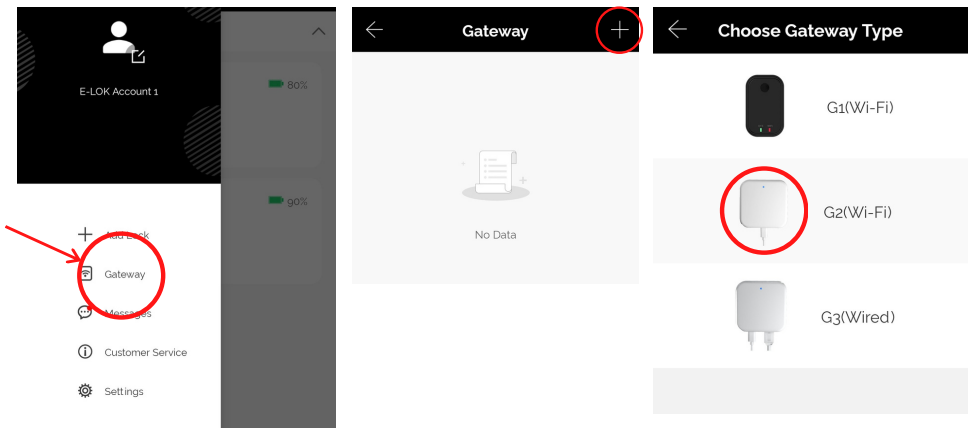 E-LOK Account 1
80%
90%
Add Lock
Gateway
Messages
Customer Service
Settings
Gateway
No Data
Choose Gateway Type
G1(Wi-Fi)
G2(Wi-Fi)
G3(Wired)